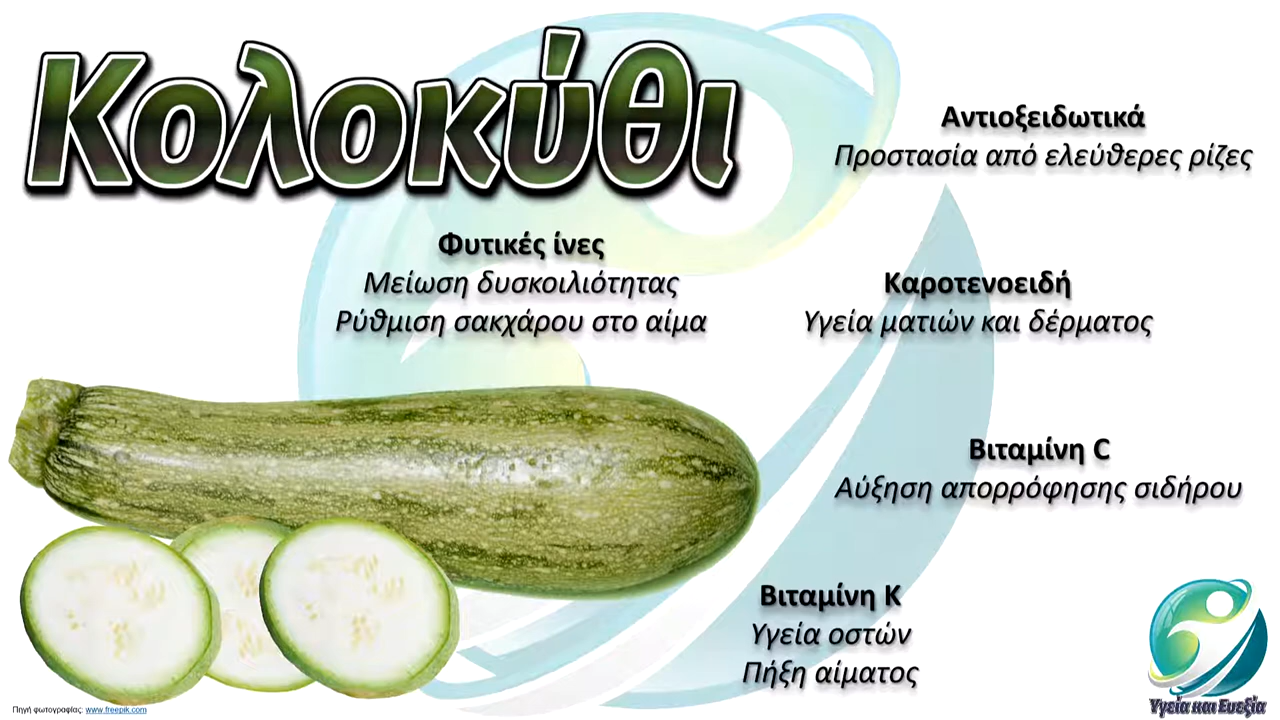 Κολοκύθι
Αντιοξειδωτικά
Προστασία από ελεύθερες ρίζες
Φυτικές ίνες
Μείωση δυσκοιλιότητας
Ρύθμιση σακχάρου στο αίμα
Καροτενοειδή
Υγεία ματιών και δέρματος
Βιταμίνη C
Αύξηση απορρόφησης σιδήρου
Βιταμίνη K
Υγεία οστών
Πήξη αίματος
Υγεία και Ευεξία
Πηγή φωτογραφίας: www.freepik.com